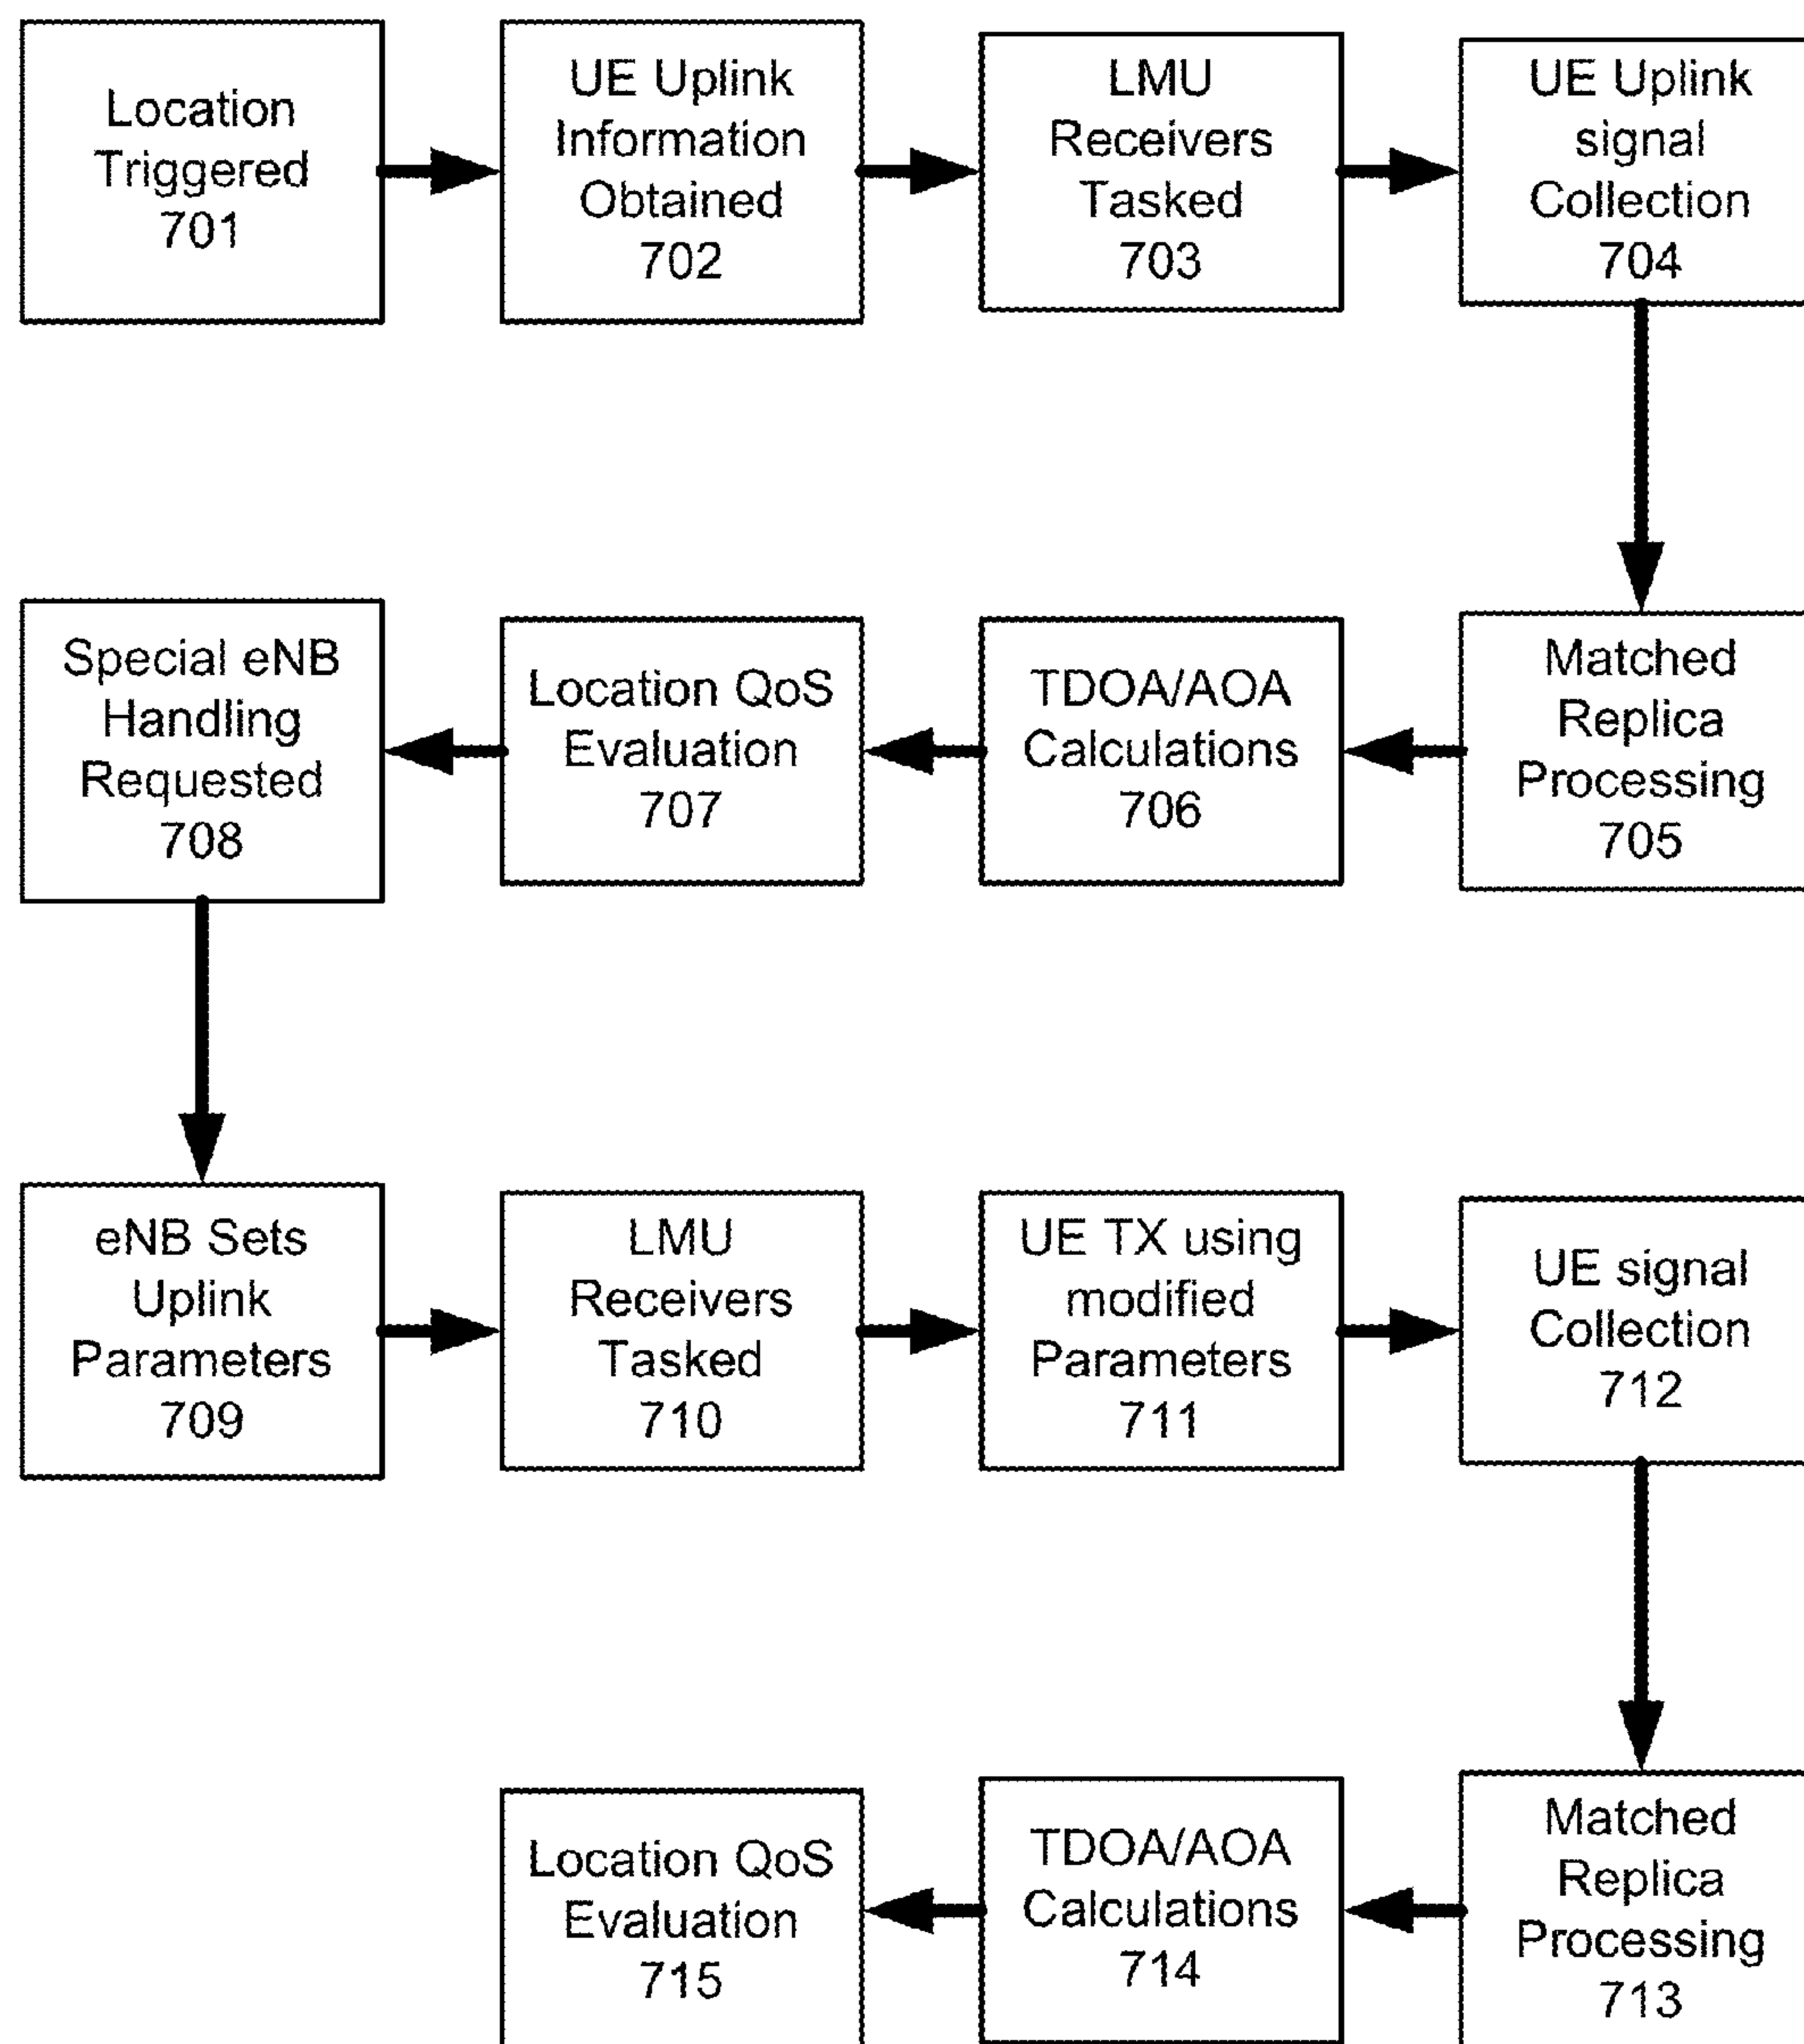 Location
Triggered
701
UE Uplink
Information
Obtained
702
LMU
Receivers
Tasked
703
UE Uplink
signal
Collection
704
Matched
Replica
Processing
705
TDOA/AOA
Calculations
706
Location QoS
Evaluation
707
Special eNB
Handling
Requested
708
eNB Sets
Uplink
Parameters
709
LMU
Receivers
Tasked
710
UE TX using
modified
Parameters
711
UE signal
Collection
712
Matched
Replica
Processing
713
TDOA/AOA
Calculations
714
Location QoS
Evaluation
715